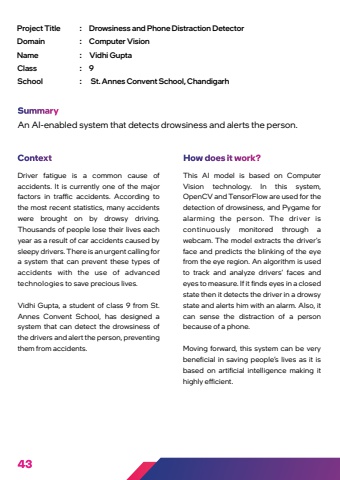 Project Title : Drowsiness and Phone Distraction Detector
Domain : Computer Vision
Name : Vidhi Gupta
Class : 9
School : St. Annes Convent School, Chandigarh
Summary
An AI-enabled system that detects drowsiness and alerts the person.
Context
Driver fatigue is a common cause of
accidents. It is currently one of the major
factors in traffic accidents. According to
the most recent statistics, many accidents
were brought on by drowsy driving.
Thousands of people lose their lives each
year as a result of car accidents caused by
sleepy drivers. There is an urgent calling for
a system that can prevent these types of
accidents with the use of advanced
technologies to save precious lives.
Vidhi Gupta, a student of class 9 from St.
Annes Convent School, has designed a
system that can detect the drowsiness of
the drivers and alert the person, preventing
them from accidents.
How does it work?
This AI model is based on Computer
Vision technology. In this system,
OpenCV and TensorFlow are used for the
detection of drowsiness, and Pygame for
alarming the person. The driver is
continuously monitored through a
webcam. The model extracts the driver's
face and predicts the blinking of the eye
from the eye region. An algorithm is used
to track and analyze drivers' faces and
eyes to measure. If it finds eyes in a closed
state then it detects the driver in a drowsy
state and alerts him with an alarm. Also, it
can sense the distraction of a person
because of a phone.
Moving forward, this system can be very
beneficial in saving people's lives as it is
based on artificial intelligence making it
highly efficient.
43